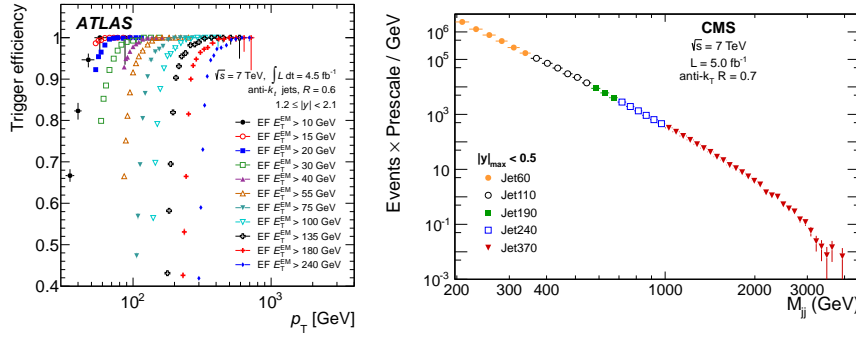 ATLAS
Trigger efficiency
1
0.9
0.8
0.7
0.6
0.5
0.4
√s = 7 TeV, ∫ L dt = 4.5 fb⁻¹
anti-kₜ jets, R = 0.6
1.2 ≤ |y| < 2.1
EF E_T^EM > 10 GeV
EF E_T^EM > 15 GeV
EF E_T^EM > 20 GeV
EF E_T^EM > 30 GeV
EF E_T^EM > 40 GeV
EF E_T^EM > 55 GeV
EF E_T^EM > 75 GeV
EF E_T^EM > 100 GeV
EF E_T^EM > 135 GeV
EF E_T^EM > 180 GeV
EF E_T^EM > 240 GeV
10² 10³
p_T [GeV]
Events × Prescale / GeV
10⁶
10⁵
10³
10
10⁻¹
10⁻³
CMS
√s = 7 TeV
L = 5.0 fb⁻¹
anti-k_T R = 0.7
|y|_max < 0.5
Jet60
Jet110
Jet190
Jet240
Jet370
200 300 400 1000 2000 3000
M_jj (GeV)